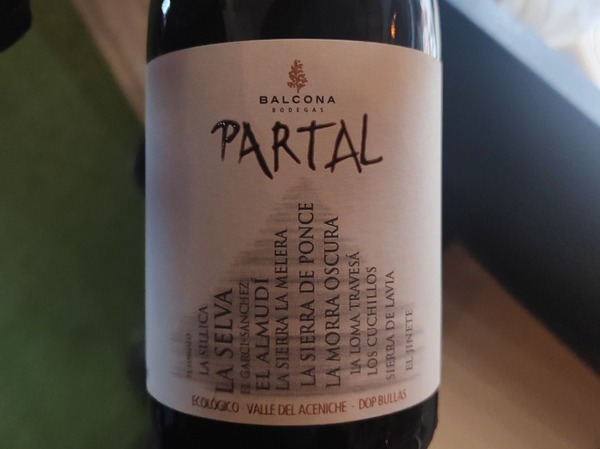 BALCONA
BODEGAS
PARTAL
LA SELLICA
LA SELVA
EL GARCI-SÁNCHEZ
EL ALMUDÍ
LA SIERRA LA MELERA
LA SIERRA DE PONCE
LA MORRA OSCURA
LA LOMA TRAVESÁ
LOS CUCHILLOS
SIERRA DE LAVIA
EL JINETE
ECOLÓGICO · VALLE DEL ACENICHE · DOP BULLAS